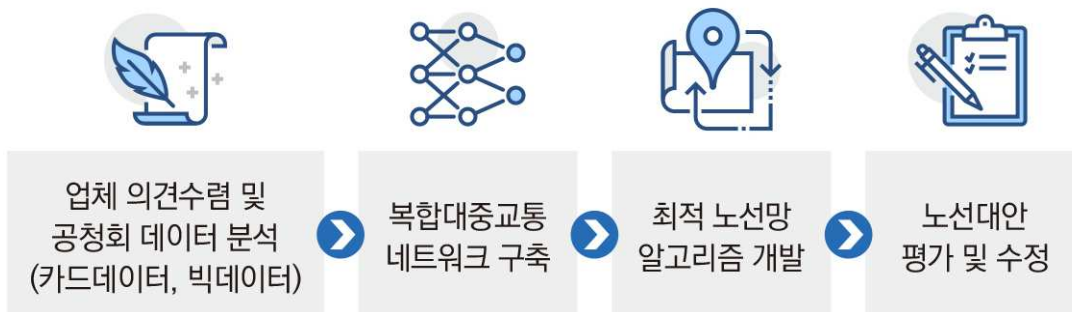 업체 의견수렴 및
공청회 데이터 분석
(카드데이터, 빅데이터)
복합대중교통
네트워크 구축
최적 노선망
알고리즘 개발
노선대안
평가 및 수정